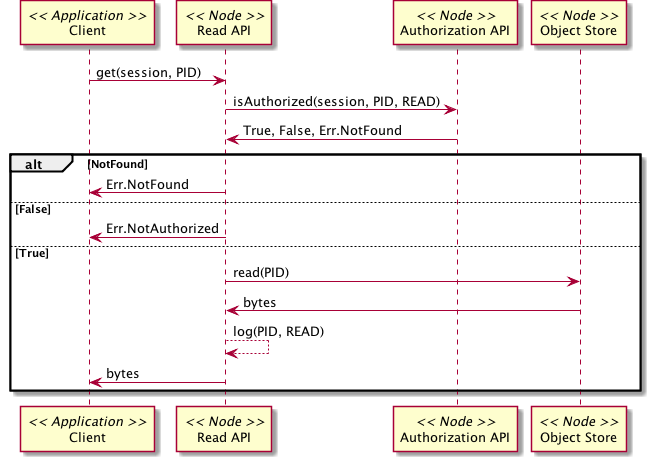 << Application >>
Client
<< Node >>
Read API
<< Node >>
Authorization API
<< Node >>
Object Store
get(session, PID)
isAuthorized(session, PID, READ)
True, False, Err.NotFound
alt
[NotFound]
Err.NotFound
[False]
Err.NotAuthorized
[True]
read(PID)
bytes
log(PID, READ)
bytes
<< Application >>
Client
<< Node >>
Read API
<< Node >>
Authorization API
<< Node >>
Object Store